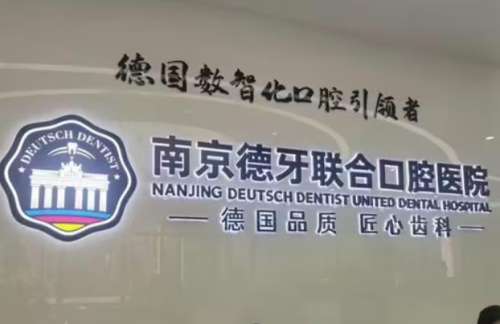 德国数智化口腔引领者
DEUTSCH DENTIST
南京德牙联合口腔医院
NANJING DEUTSCH DENTIST UNITED DENTAL HOSPITAL
德国品质 匠心齿科